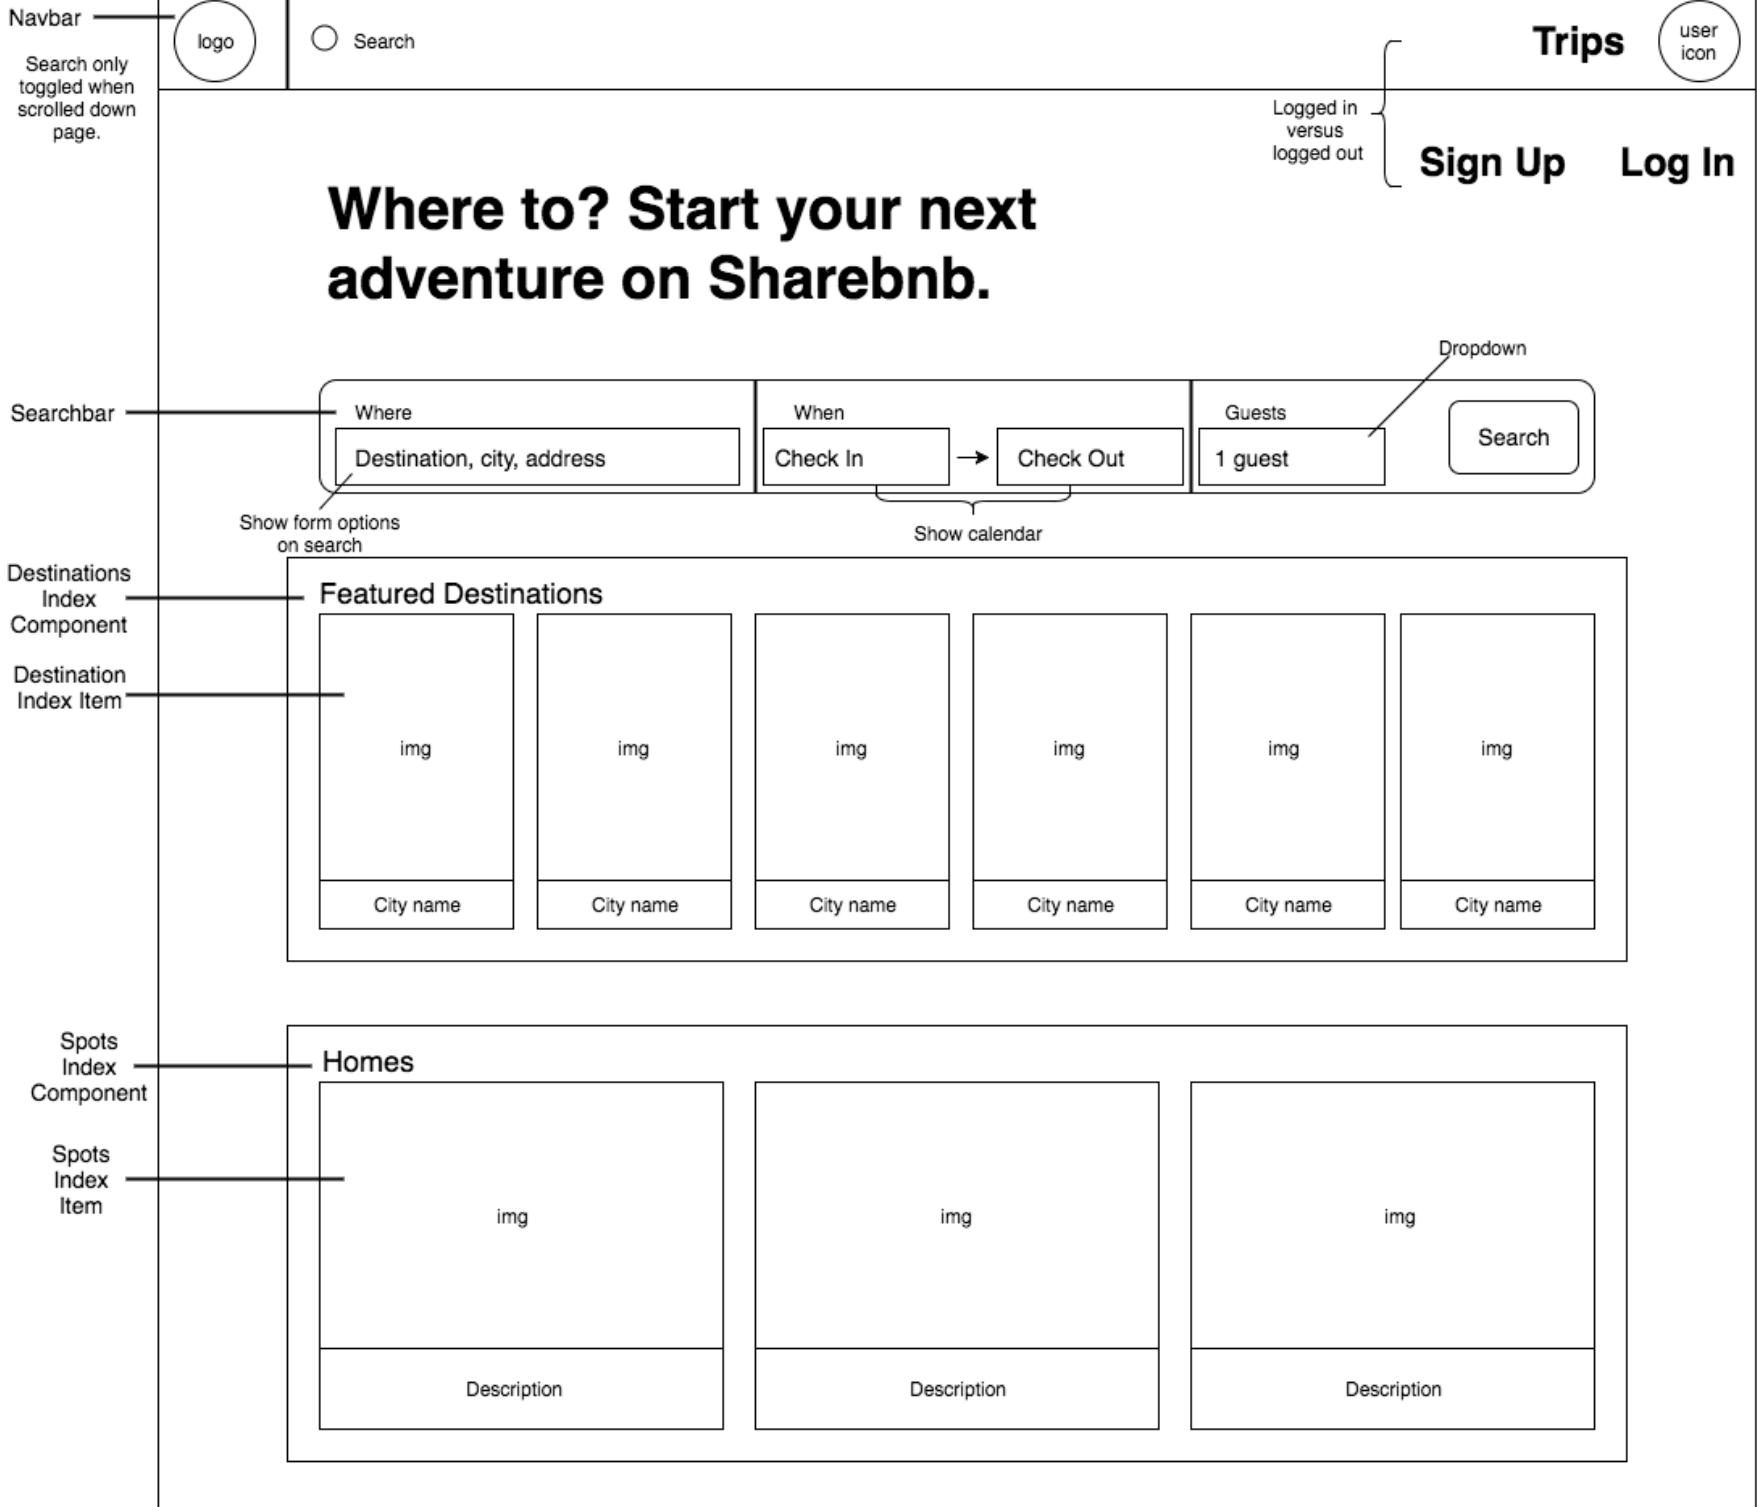 Navbar
logo
Search
Trips
user
icon
Search only
toggled when
scrolled down
page.
Logged in
versus
logged out
Sign Up
Log In
Where to? Start your next
adventure on Sharebnb.
Dropdown
Searchbar
Where
When
Guests
Search
Destination, city, address
Check In
Check Out
1 guest
Show form options
on search
Show calendar
Destinations
Index
Component
Featured Destinations
Destination
Index Item
img
img
img
img
img
img
City name
City name
City name
City name
City name
City name
Spots
Index
Component
Homes
Spots
Index
Item
img
img
img
Description
Description
Description